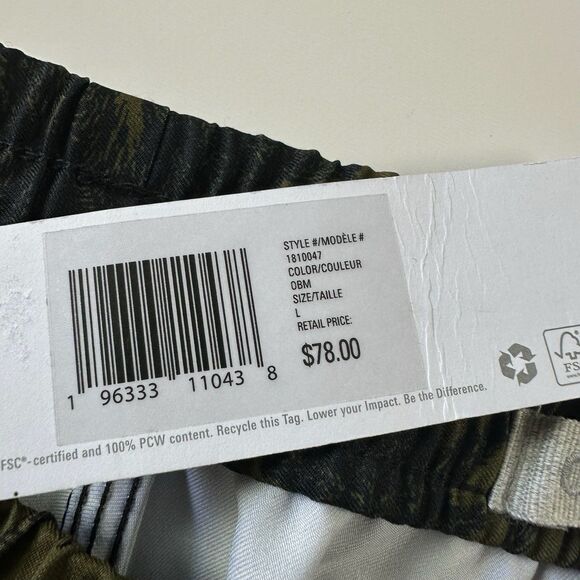 STYLE #/MODÈLE #
1810047
COLOR/COULEUR
OBM
SIZE/TAILLE
L
RETAIL PRICE:
$78.00
1 96333 11043 8
FSC®-certified and 100% PCW content. Recycle this Tag. Lower your Impact. Be the Difference.
FS